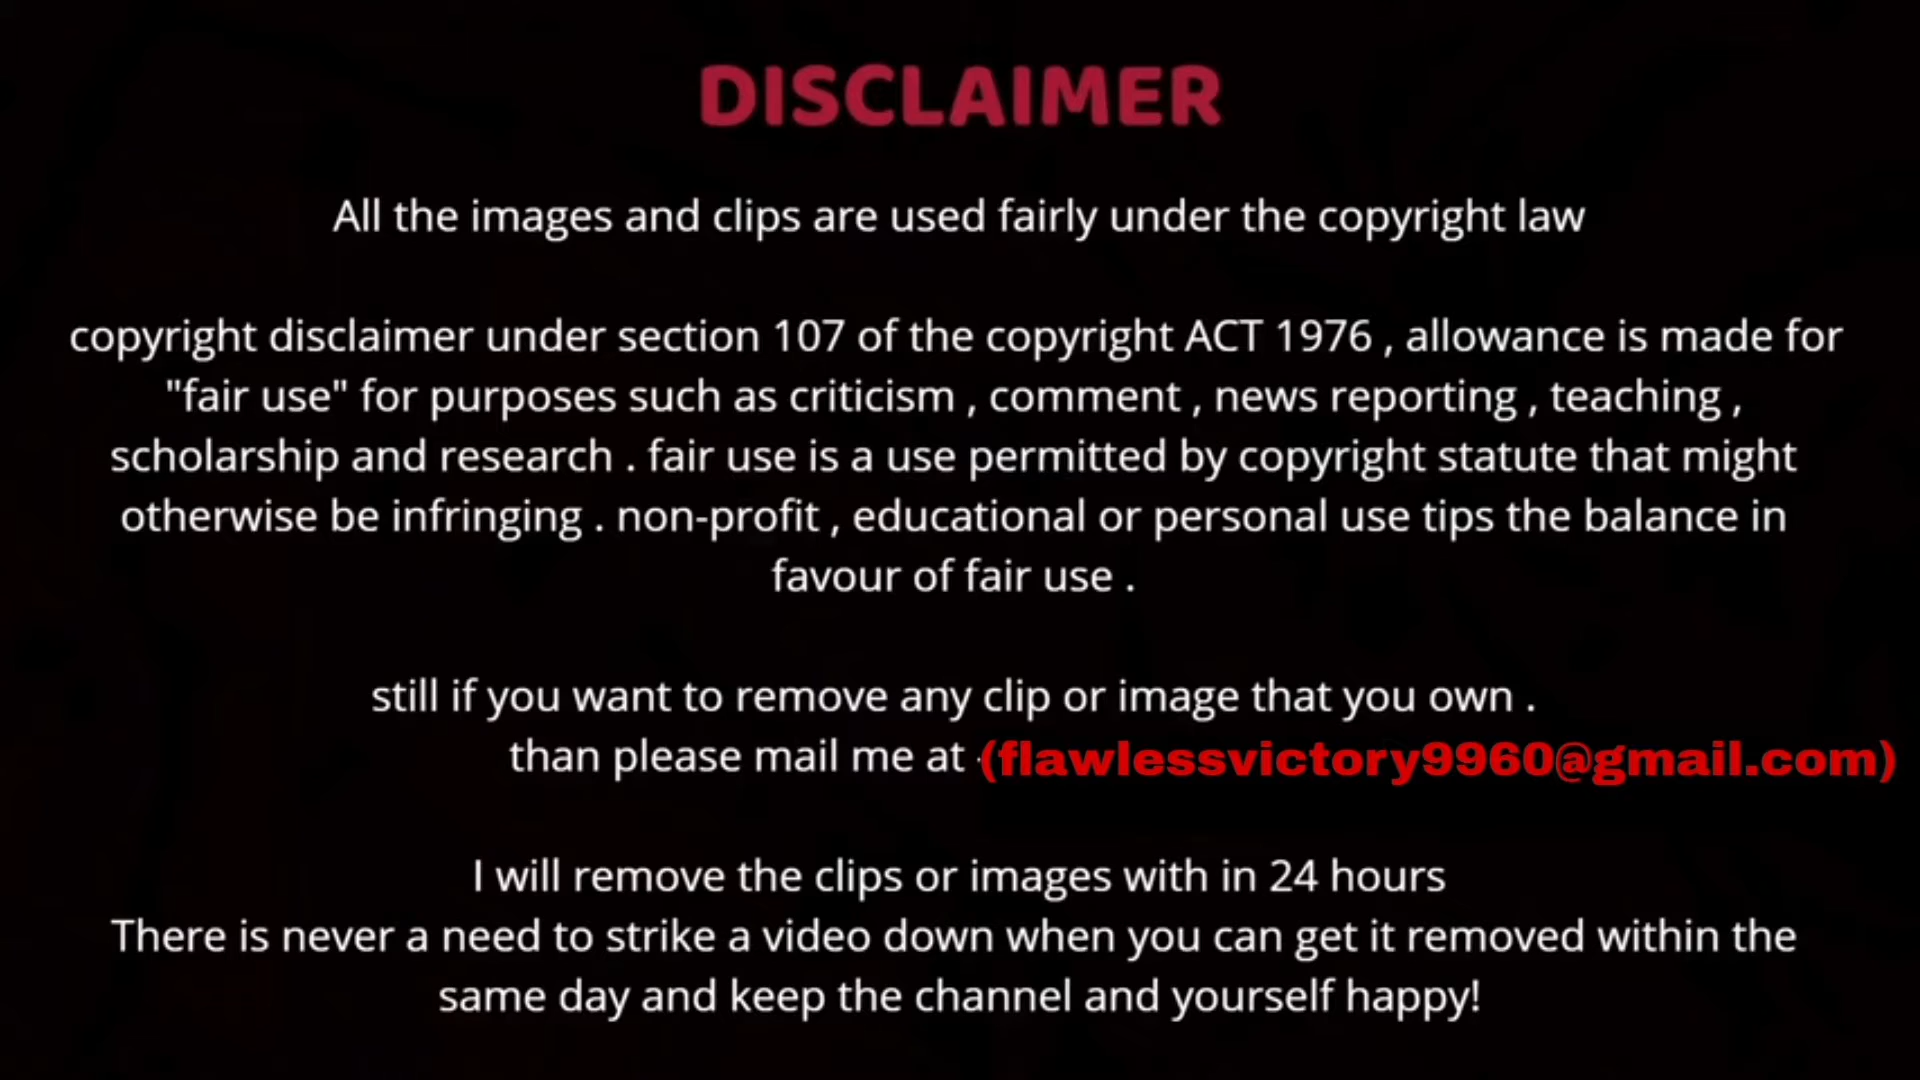 DISCLAIMER
All the images and clips are used fairly under the copyright law
copyright disclaimer under section 107 of the copyright ACT 1976 , allowance is made for
"fair use" for purposes such as criticism , comment , news reporting , teaching ,
scholarship and research . fair use is a use permitted by copyright statute that might
otherwise be infringing . non-profit , educational or personal use tips the balance in
favour of fair use .
still if you want to remove any clip or image that you own .
than please mail me at (flawlessvictory9960@gmail.com)
I will remove the clips or images with in 24 hours
There is never a need to strike a video down when you can get it removed within the
same day and keep the channel and yourself happy!